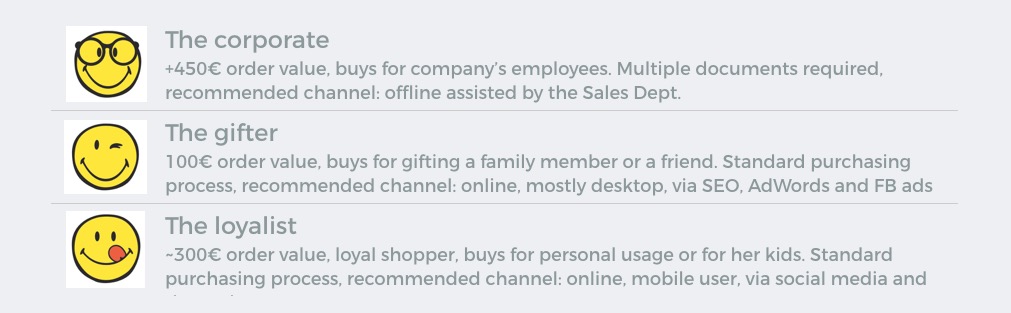 The corporate
+450€ order value, buys for company's employees. Multiple documents required,
recommended channel: offline assisted by the Sales Dept.
The gifter
100€ order value, buys for gifting a family member or a friend. Standard purchasing
process, recommended channel: online, mostly desktop, via SEO, AdWords and FB ads
The loyalist
~300€ order value, loyal shopper, buys for personal usage or for her kids. Standard
purchasing process, recommended channel: online, mobile user, via social media and